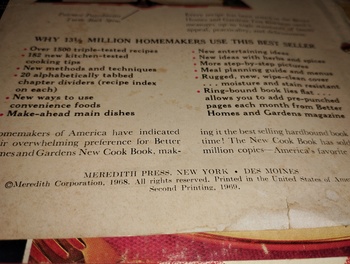 WHY 13½ MILLION HOMEMAKERS USE THIS BEST SELLER
• Over 1500 triple-tested recipes
• 182 new kitchen-tested
cooking tips
• New methods and techniques
• 20 alphabetically tabbed
chapter dividers (recipe index
on each)
• New ways to use
convenience foods
• Make-ahead main dishes
• New entertaining ideas
• New ideas with herbs and spices
• More step-by-step pictures
• Meal planning guide and menus
• Rugged, new, wipe-clean cover
... moisture and stain resistant
• Ring-bound book lies flat...
allows you to add pre-punched
pages each month from Better
Homes and Gardens magazine
omemakers of America have indicated
ir overwhelming preference for Better
mes and Gardens New Cook Book, mak-
ing it the best selling hardbound book
time! The New Cook Book has sold
million copies—America's favorite
MEREDITH PRESS, NEW YORK • DES MOINES
©Meredith Corporation, 1968. All rights reserved. Printed in the United States of Ame
Second Printing, 1969.